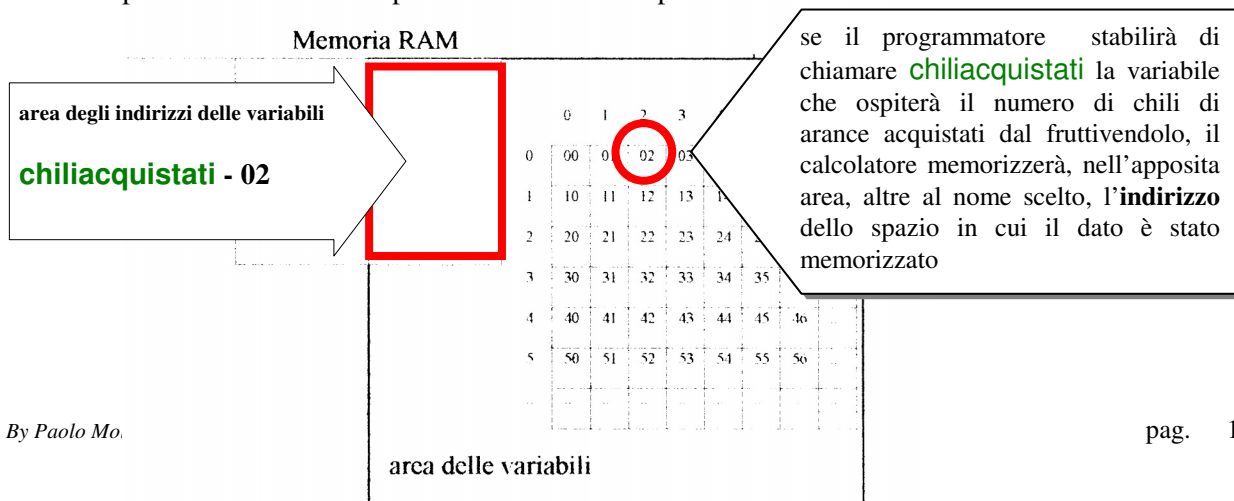 Memoria RAM
se il programmatore stabilirà di
chiamare chiliacquistati la variabile
che ospiterà il numero di chili di
arance acquistati dal fruttivendolo, il
calcolatore memorizzerà, nell'apposita
area, altre al nome scelto, l'indirizzo
dello spazio in cui il dato è stato
memorizzato
area degli indirizzi delle variabili
chiliacquistati - 02
0 1 2 3
0 00 02 03
1 10 11 12 13
2 20 21 22 23 24
3 30 31 32 33 34 35
4 40 41 42 43 44 45 46 ..
5 50 51 52 53 54 55 56 ..
area delle variabili
By Paolo
pag. 1